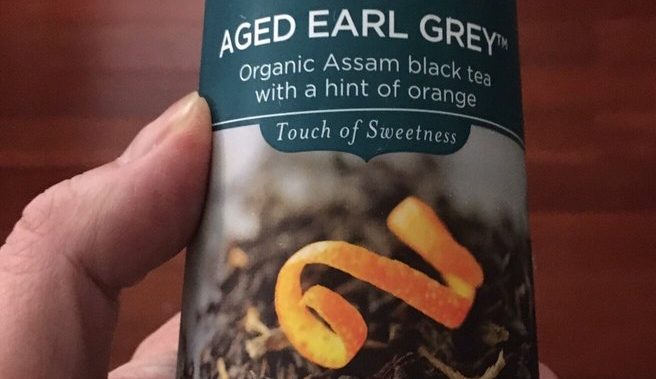 AGED EARL GREY™
Organic Assam black tea
with a hint of orange
Touch of Sweetness